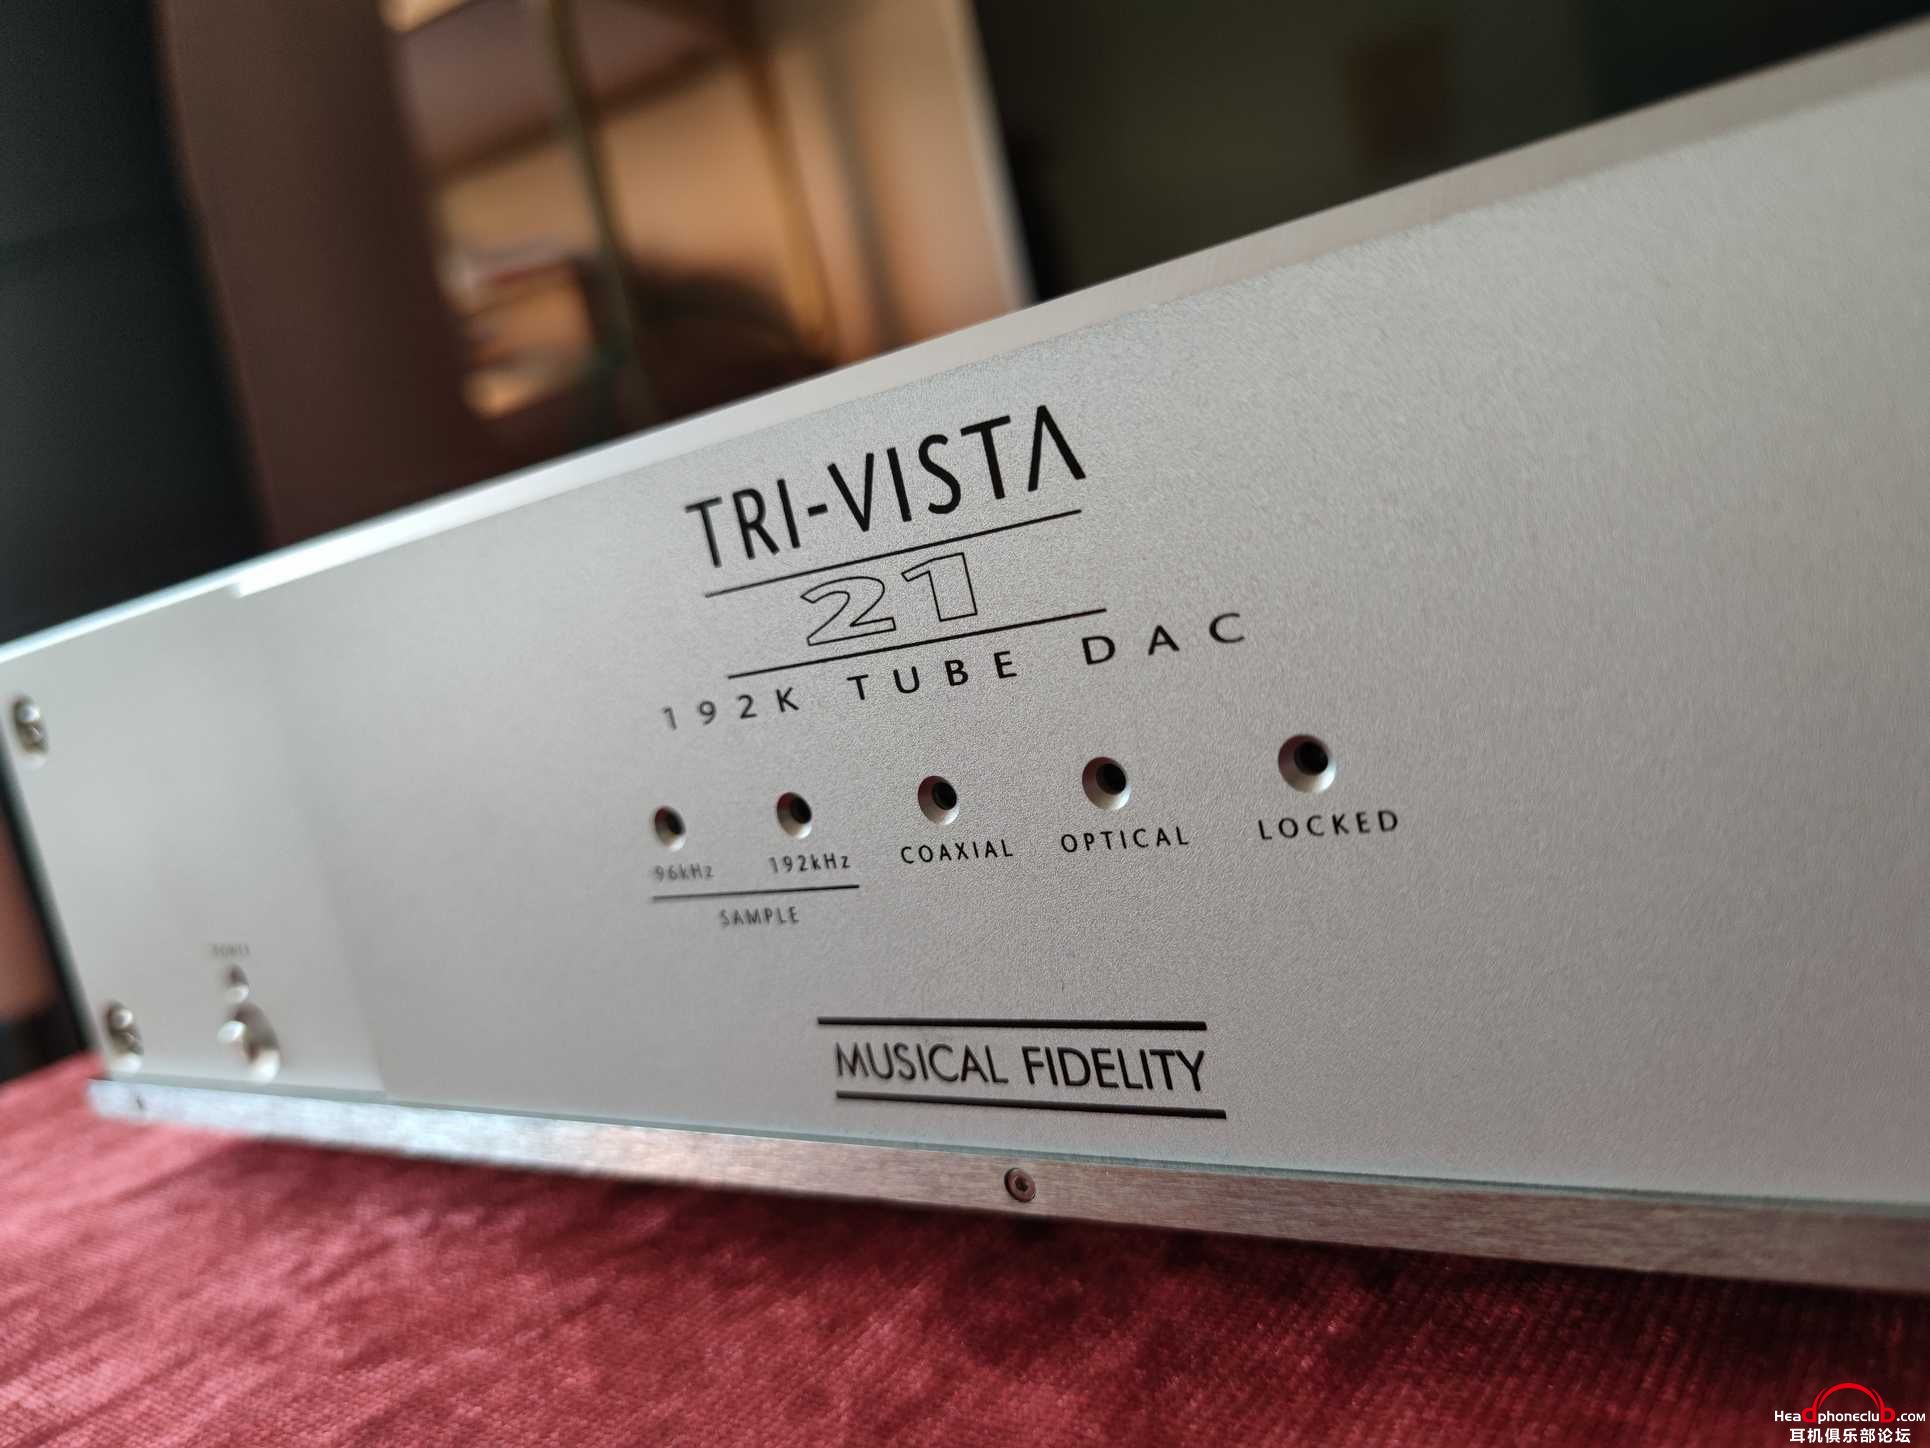 TRI-VISTA
21
192K TUBE DAC
96kHz 192kHz COAXIAL OPTICAL LOCKED
SAMPLE
POWER
MUSICAL FIDELITY
Headphoneclub.com
耳机俱乐部论坛